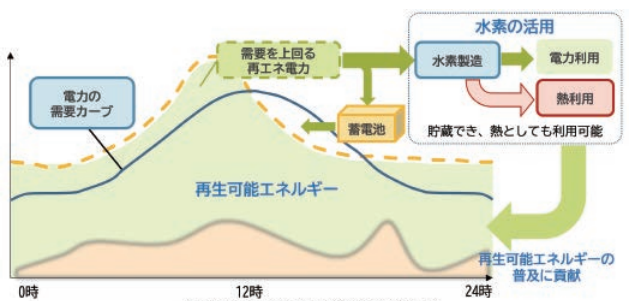 水素の活用
需要を上回る
再エネ電力
水素製造
電力利用
熱利用
電力の
需要カーブ
蓄電池
貯蔵でき、熱としても利用可能
再生可能エネルギー
再生可能エネルギーの
普及に貢献
0時
12時
24時